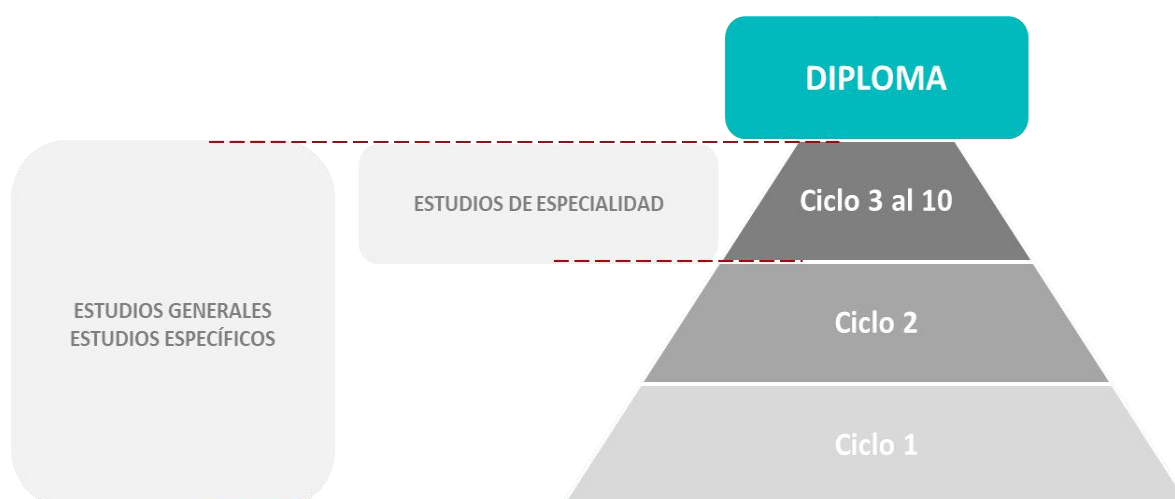 DIPLOMA
ESTUDIOS DE ESPECIALIDAD
Ciclo 3 al 10
ESTUDIOS GENERALES
ESTUDIOS ESPECÍFICOS
Ciclo 2
Ciclo 1